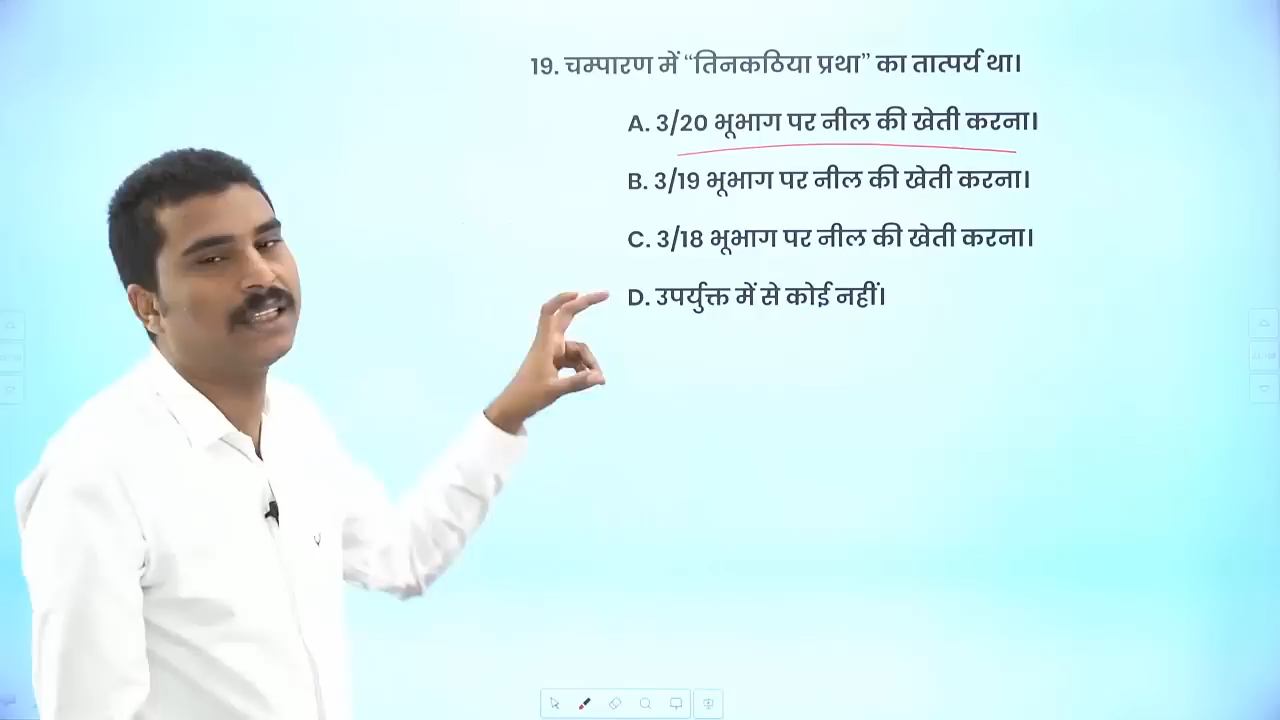 19. चम्पारण में “तिनकठिया प्रथा” का तात्पर्य था।
A. 3/20 भूभाग पर नील की खेती करना।
B. 3/19 भूभाग पर नील की खेती करना।
C. 3/18 भूभाग पर नील की खेती करना।
D. उपर्युक्त में से कोई नहीं।